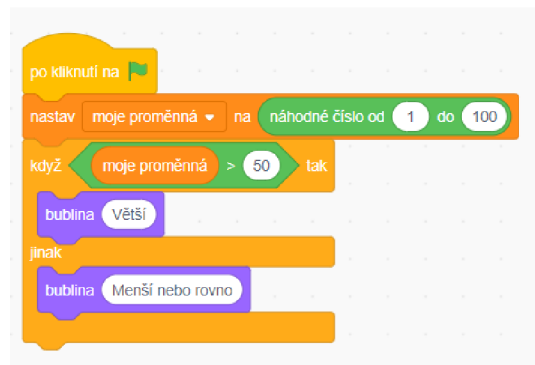 po kliknutí na
nastav moje proměnná na náhodné číslo od 1 do 100
když moje proměnná > 50 tak
bublina Větší
jinak
bublina Menší nebo rovno